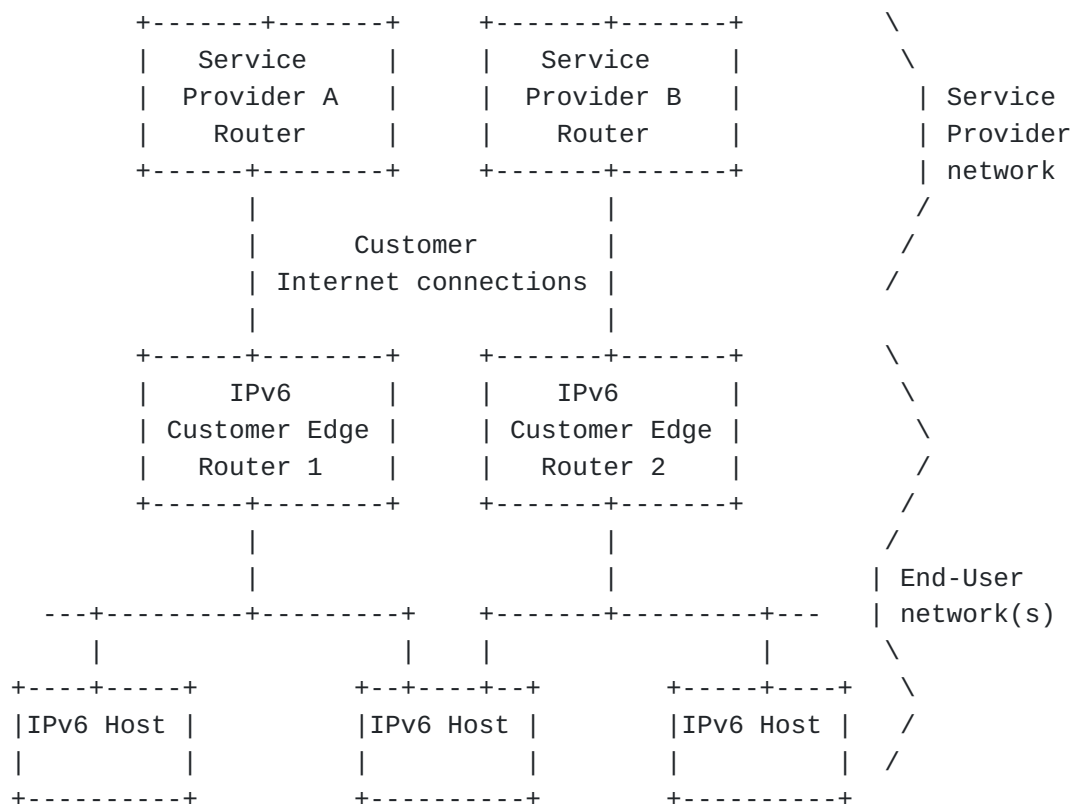 Service Service
Provider A Provider B Service
Router Router Provider
network
Customer
Internet connections
IPv6 IPv6
Customer Edge Customer Edge
Router 1 Router 2
End-User
network(s)
IPv6 Host IPv6 Host IPv6 Host